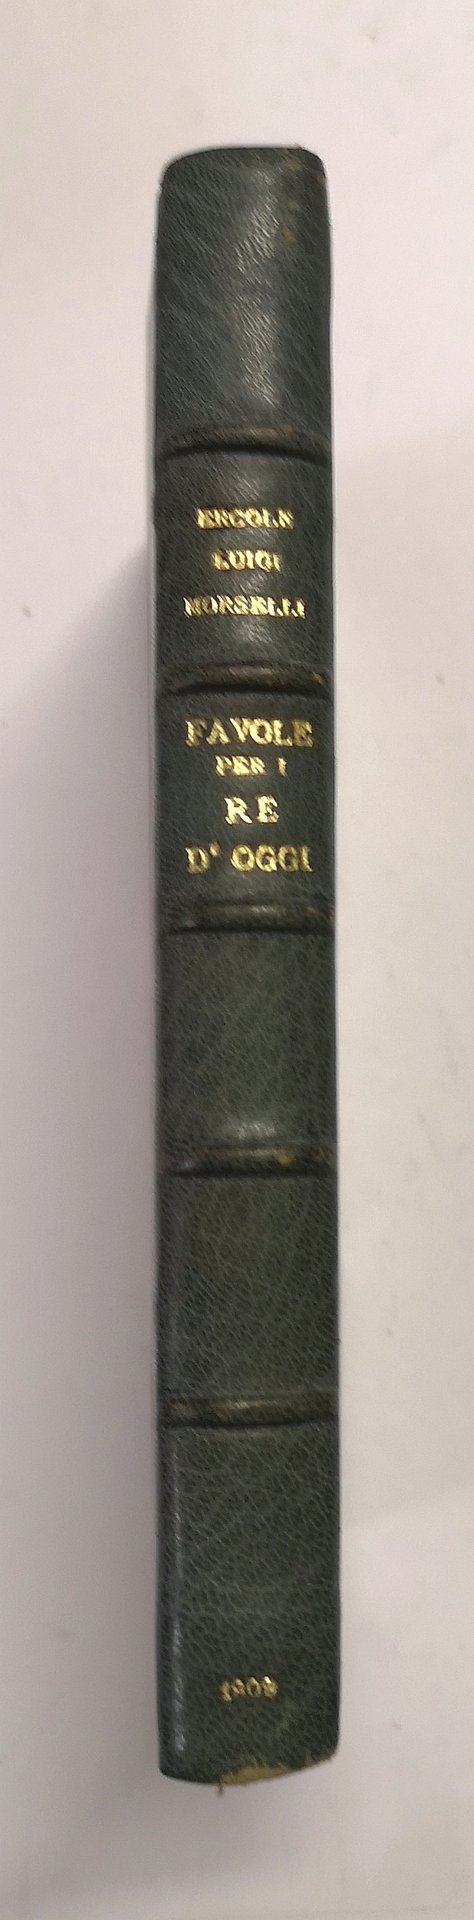 ERCOLE
LUIGI
MORSELLI
FAVOLE
PER I
RE
D' OGGI
1909